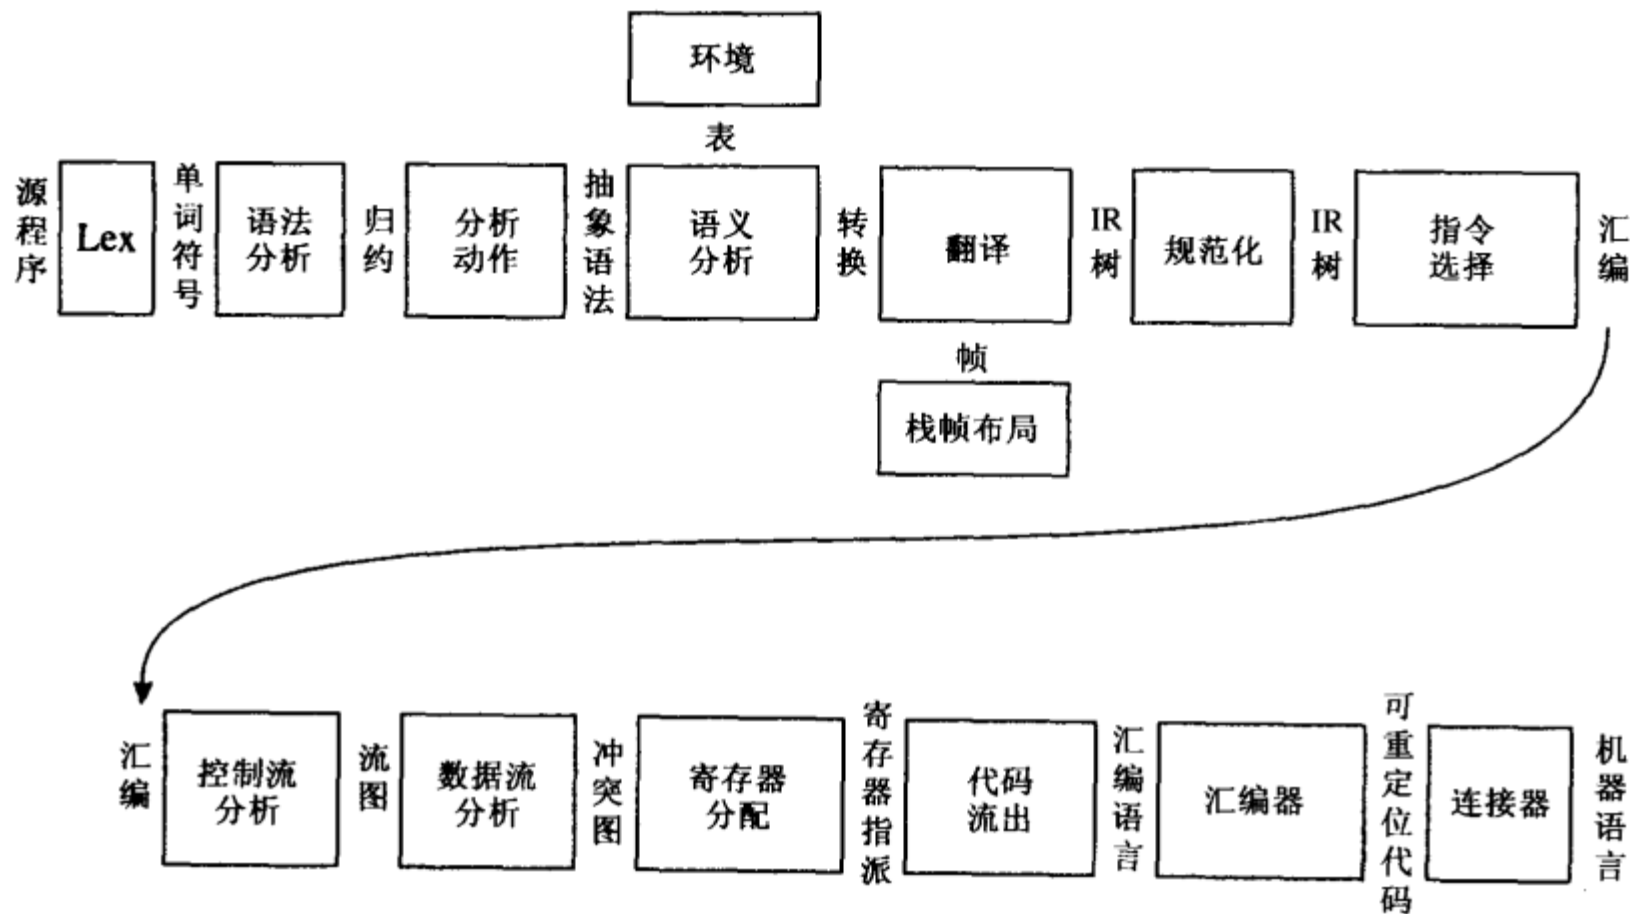 环境
表
源程序
Lex
单词符号
语法
分析
归约
分析
动作
抽象语法
语义
分析
转换
翻译
IR
树
规范化
IR
树
指令
选择
汇编
帧
栈帧布局
汇编
控制流
分析
流图
数据流
分析
冲突图
寄存器
分配
寄存器指派
代码
流出
汇编语言
汇编器
可重定位代码
连接器
机器语言